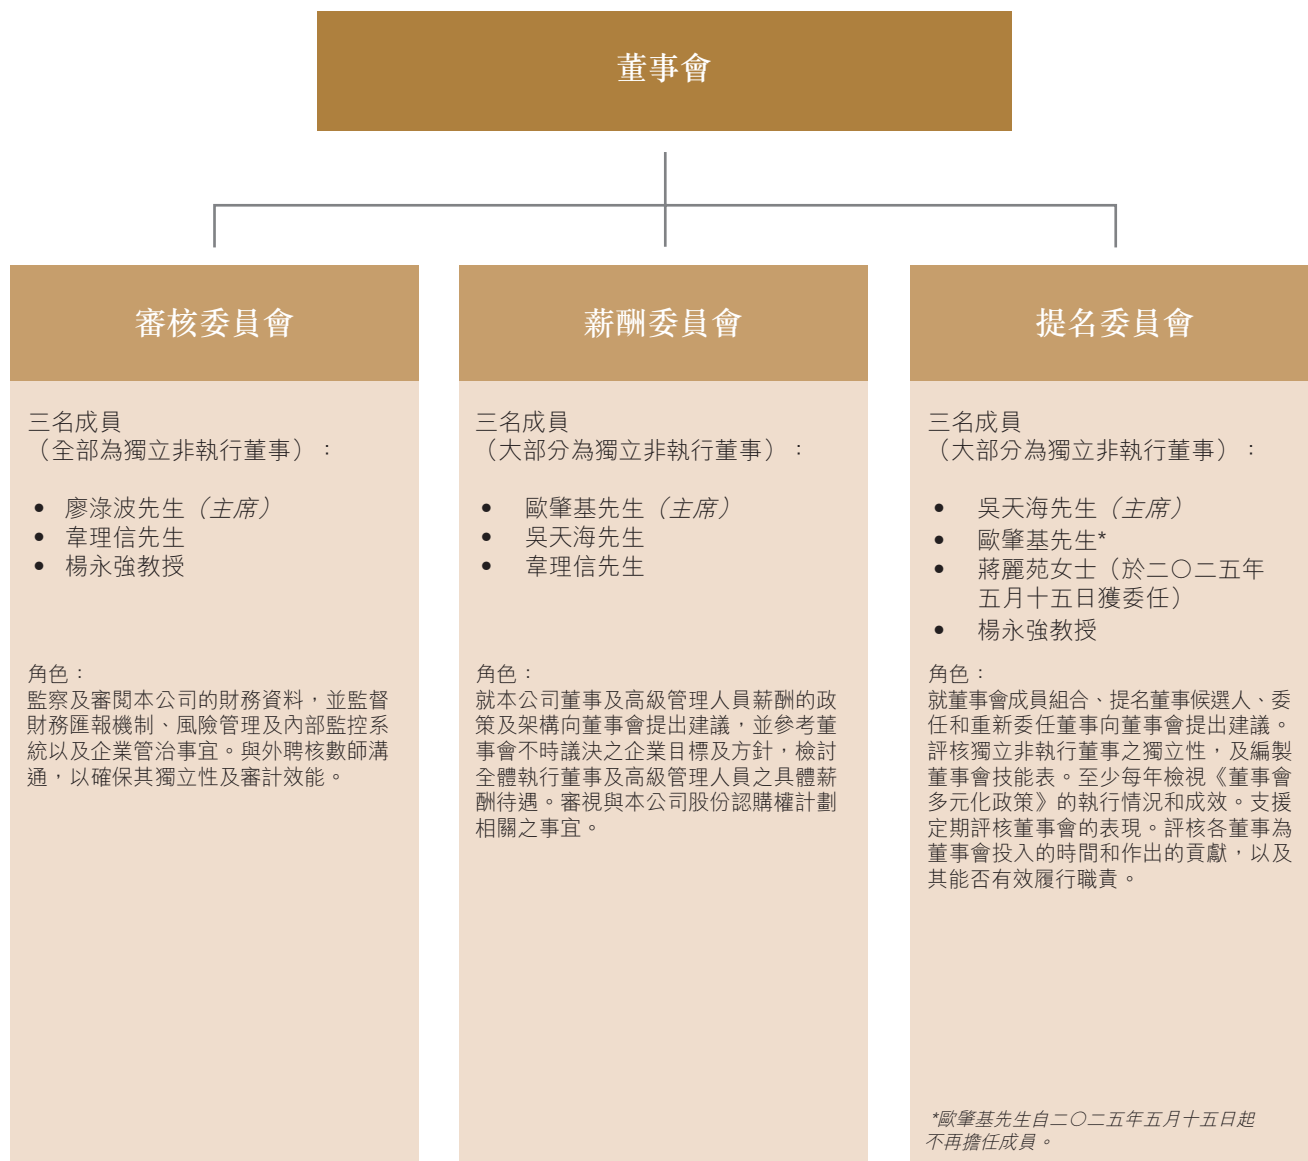 董事會
審核委員會
三名成員
（全部為獨立非執行董事）：
● 廖淥波先生（主席）
● 韋理信先生
● 楊永強教授
角色：
監察及審閱本公司的財務資料，並監督
財務匯報機制、風險管理及內部監控系
統以及企業管治事宜。與外聘核數師溝
通，以確保其獨立性及審計效能。
薪酬委員會
三名成員
（大部分為獨立非執行董事）：
● 歐肇基先生（主席）
● 吳天海先生
● 韋理信先生
角色：
就本公司董事及高級管理人員薪酬的政
策及架構向董事會提出建議，並參考董
事會不時議決之企業目標及方針，檢討
全體執行董事及高級管理人員之具體薪
酬待遇。審視與本公司股份認購權計劃
相關之事宜。
提名委員會
三名成員
（大部分為獨立非執行董事）：
● 吳天海先生（主席）
● 歐肇基先生*
● 蔣麗苑女士（於二〇二五年
五月十五日獲委任）
● 楊永強教授
角色：
就董事會成員組合、提名董事候選人、委
任和重新委任董事向董事會提出建議。
評核獨立非執行董事之獨立性，及編製
董事會技能表。至少每年檢視《董事會
多元化政策》的執行情況和成效。支援
定期評核董事會的表現。評核各董事為
董事會投入的時間和作出的貢獻，以及
其能否有效履行職責。
*歐肇基先生自二〇二五年五月十五日起
不再擔任成員。